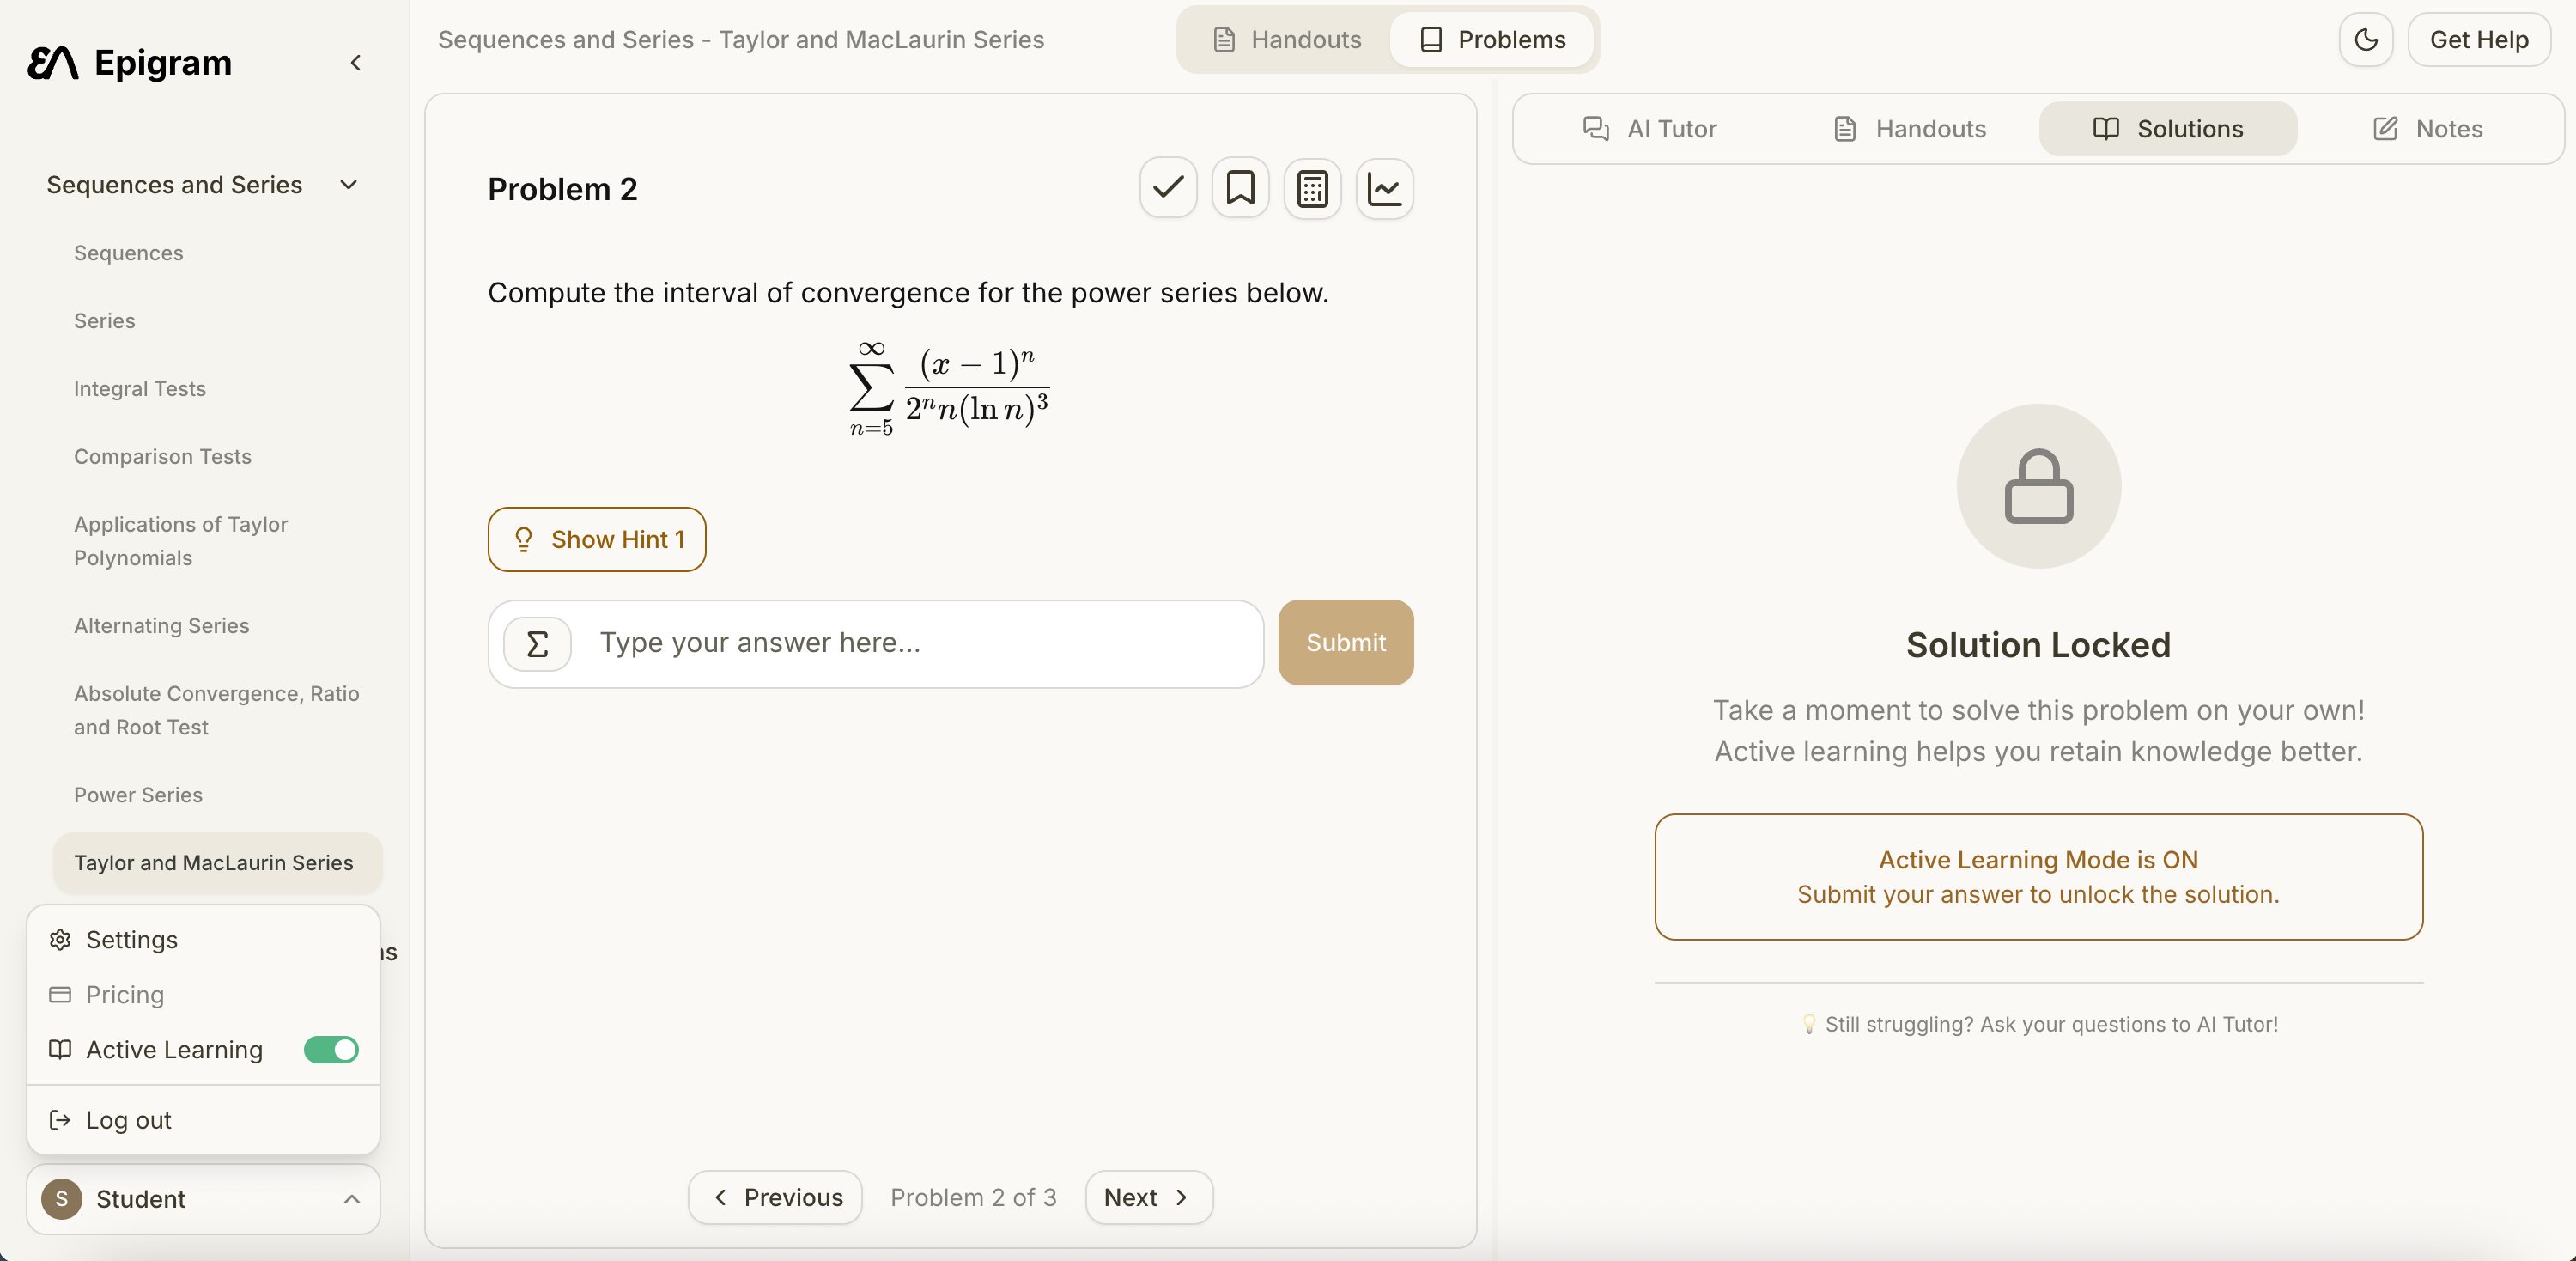 Epigram
Sequences and Series
Sequences
Series
Integral Tests
Comparison Tests
Applications of Taylor
Polynomials
Alternating Series
Absolute Convergence, Ratio
and Root Test
Power Series
Taylor and MacLaurin Series
Settings
Pricing
Active Learning
Log out
S Student
Sequences and Series - Taylor and MacLaurin Series
Handouts Problems
Get Help
Problem 2
Compute the interval of convergence for the power series below.
\sum_{n=5}^{\infty} \frac{(x-1)^n}{2^n n(\ln n)^3}
Show Hint 1
Σ Type your answer here...
Submit
Previous Problem 2 of 3 Next
AI Tutor Handouts Solutions Notes
Solution Locked
Take a moment to solve this problem on your own!
Active learning helps you retain knowledge better.
Active Learning Mode is ON
Submit your answer to unlock the solution.
💡 Still struggling? Ask your questions to AI Tutor!